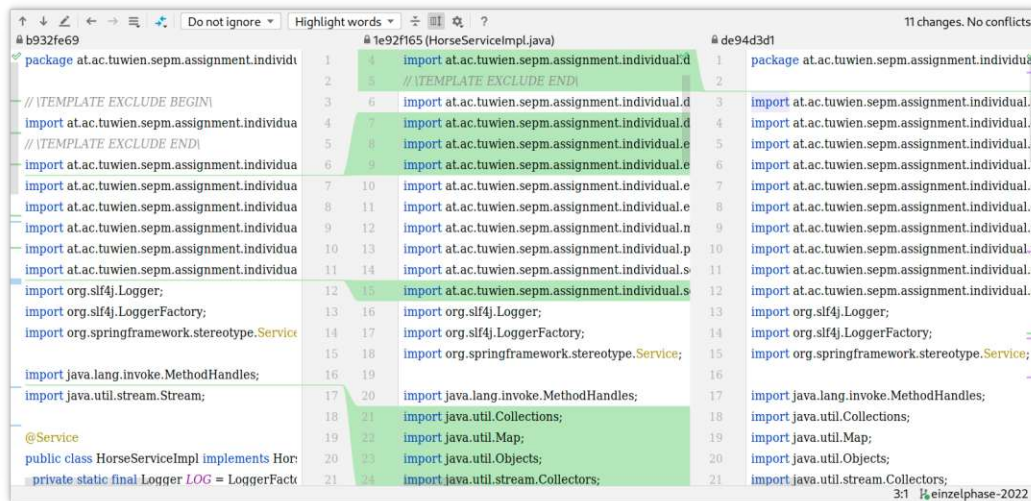 Do not ignore
Highlight words
?
11 changes. No conflicts
b932fe69
1e92f165 (HorseServiceImpl.java)
de94d3d1
package at.ac.tuwien.sepm.assignment.individu 1
2
// \TEMPLATE EXCLUDE BEGIN\ 3
import at.ac.tuwien.sepm.assignment.individua 4
// \TEMPLATE EXCLUDE END\ 5
import at.ac.tuwien.sepm.assignment.individua 6
import at.ac.tuwien.sepm.assignment.individua 7
import at.ac.tuwien.sepm.assignment.individua 8
import at.ac.tuwien.sepm.assignment.individua 9
import at.ac.tuwien.sepm.assignment.individua 10
import at.ac.tuwien.sepm.assignment.individua 11
import org.slf4j.Logger; 12
import org.slf4j.LoggerFactory; 13
import org.springframework.stereotype.Service 14
15
import java.lang.invoke.MethodHandles; 16
import java.util.stream.Stream; 17
18
@Service 19
public class HorseServiceImpl implements Hors 20
private static final Logger LOG = LoggerFacto 21
4 import at.ac.tuwien.sepm.assignment.individual.d
5 // \TEMPLATE EXCLUDE END\
6 import at.ac.tuwien.sepm.assignment.individual.d
7 import at.ac.tuwien.sepm.assignment.individual.d
8 import at.ac.tuwien.sepm.assignment.individual.e
9 import at.ac.tuwien.sepm.assignment.individual.e
10 import at.ac.tuwien.sepm.assignment.individual.e
11 import at.ac.tuwien.sepm.assignment.individual.e
12 import at.ac.tuwien.sepm.assignment.individual.m
13 import at.ac.tuwien.sepm.assignment.individual.p
14 import at.ac.tuwien.sepm.assignment.individual.s
15 import at.ac.tuwien.sepm.assignment.individual.s
16 import org.slf4j.Logger;
17 import org.slf4j.LoggerFactory;
18 import org.springframework.stereotype.Service;
19
20 import java.lang.invoke.MethodHandles;
21 import java.util.Collections;
22 import java.util.Map;
23 import java.util.Objects;
24 import java.util.stream.Collectors;
1 package at.ac.tuwien.sepm.assignment.individua
2
3 import at.ac.tuwien.sepm.assignment.individual.
4 import at.ac.tuwien.sepm.assignment.individual.
5 import at.ac.tuwien.sepm.assignment.individual.
6 import at.ac.tuwien.sepm.assignment.individual.
7 import at.ac.tuwien.sepm.assignment.individual.
8 import at.ac.tuwien.sepm.assignment.individual.
9 import at.ac.tuwien.sepm.assignment.individual.
10 import at.ac.tuwien.sepm.assignment.individual.
11 import at.ac.tuwien.sepm.assignment.individual.
12 import at.ac.tuwien.sepm.assignment.individual.
13 import org.slf4j.Logger;
14 import org.slf4j.LoggerFactory;
15 import org.springframework.stereotype.Service;
16
17 import java.lang.invoke.MethodHandles;
18 import java.util.Collections;
19 import java.util.Map;
20 import java.util.Objects;
21 import java.util.stream.Collectors;
3:1 einzelphase-2022